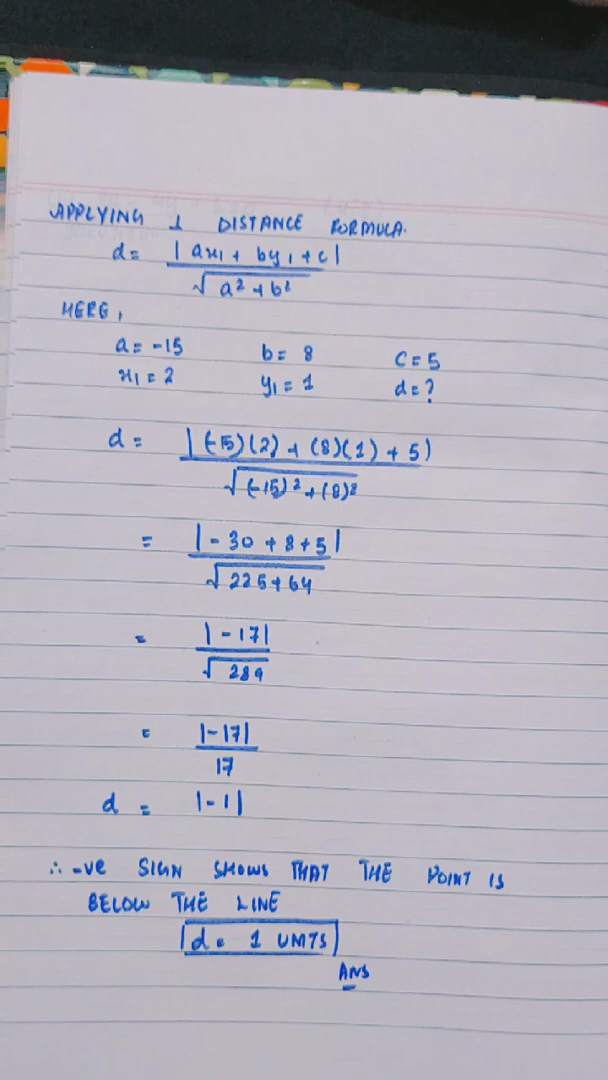 APPLYING ⊥ DISTANCE FORMULA.
d = |ax₁ + by₁ + c|
√a² + b²
HERE,
a = -15 b = 8 C = 5
x₁ = 2 y₁ = 1 d = ?
d = |(-15)(2) + (8)(1) + 5)
√(-15)² + (8)²
= |-30 + 8 + 5|
√225 + 64
= |-17|
√289
= |-17|
17
d = |-1|
∴ -ve SIGN SHOWS THAT THE POINT IS
BELOW THE LINE
d = 1 UNITS
ANS